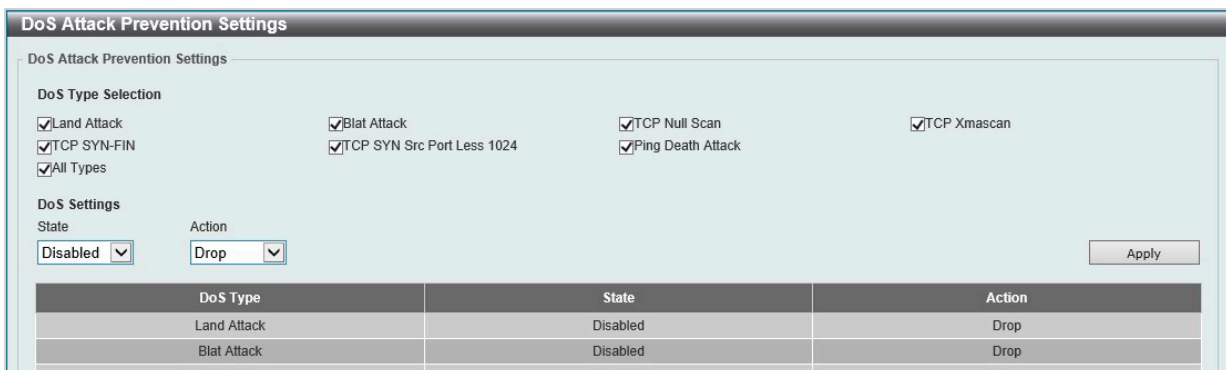 DoS Attack Prevention Settings
DoS Attack Prevention Settings
DoS Type Selection
Land Attack Blat Attack TCP Null Scan TCP Xmascan
TCP SYN-FIN TCP SYN Src Port Less 1024 Ping Death Attack
All Types
DoS Settings
State Action
Disabled Drop Apply
DoS Type State Action
Land Attack Disabled Drop
Blat Attack Disabled Drop